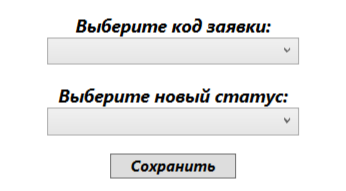 Выберите код заявки:
Выберите новый статус:
Сохранить